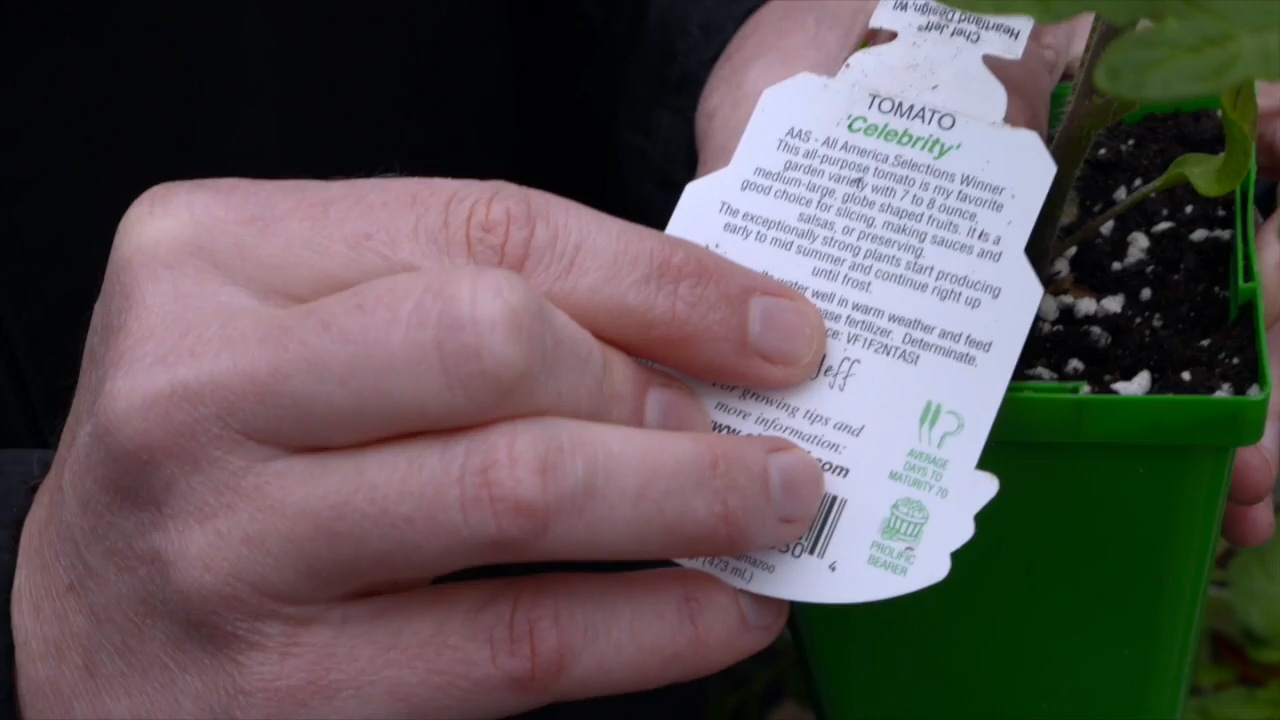 Chef Jeff®
Heartland Design, WI
TOMATO
'Celebrity'
AAS - All America Selections Winner
This all-purpose tomato is my favorite
garden variety with 7 to 8 ounce,
medium-large, globe shaped fruits. It is a
good choice for slicing, making sauces and
salsas, or preserving.
The exceptionally strong plants start producing
early to mid summer and continue right up
until frost.
water well in warm weather and feed
fertilizer. Determinate.
VF1F2NTASt
Jeff
For growing tips and
more information:
.com
AVERAGE
DAYS TO
MATURITY 70
PROLIFIC
BEARER
4
(473 mL)